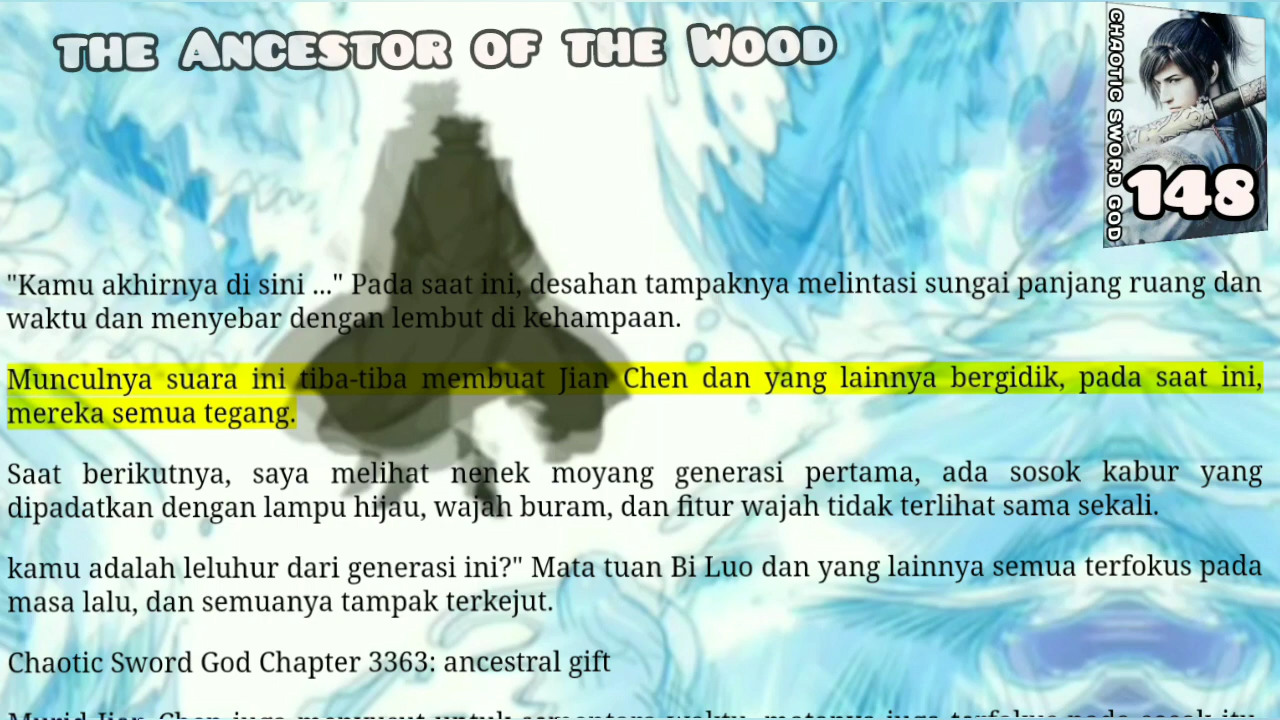 THE ANCESTOR OF THE WOOD
CHAOTIC SWORD GOD
148
"Kamu akhirnya di sini ..." Pada saat ini, desahan tampaknya melintasi sungai panjang ruang dan
waktu dan menyebar dengan lembut di kehampaan.
Munculnya suara ini tiba-tiba membuat Jian Chen dan yang lainnya bergidik, pada saat ini,
mereka semua tegang.
Saat berikutnya, saya melihat nenek moyang generasi pertama, ada sosok kabur yang
dipadatkan dengan lampu hijau, wajah buram, dan fitur wajah tidak terlihat sama sekali.
kamu adalah leluhur dari generasi ini?" Mata tuan Bi Luo dan yang lainnya semua terfokus pada
masa lalu, dan semuanya tampak terkejut.
Chaotic Sword God Chapter 3363: ancestral gift